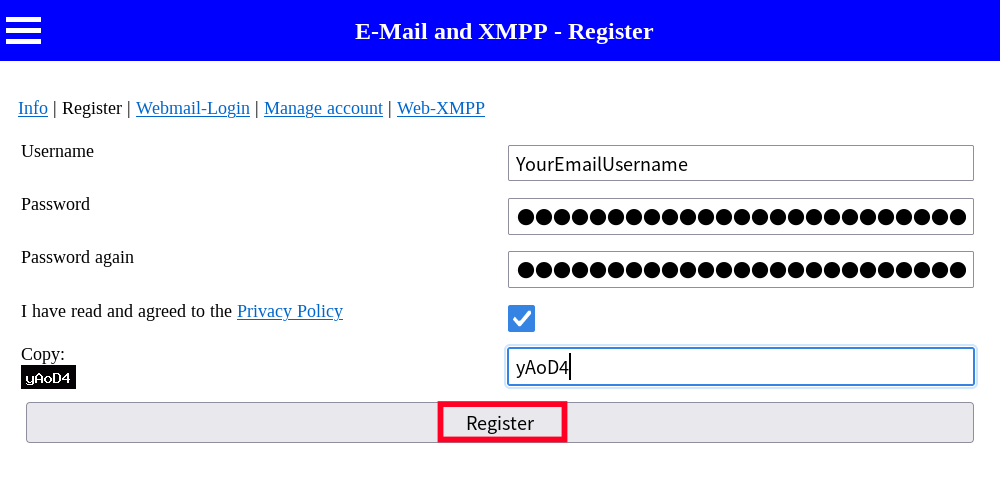 E-Mail and XMPP - Register
Info | Register | Webmail-Login | Manage account | Web-XMPP
Username
YourEmailUsername
Password
●●●●●●●●●●●●●●●●●●●●●●●●●
Password again
●●●●●●●●●●●●●●●●●●●●●●●●●
I have read and agreed to the Privacy Policy
Copy:
yAoD4
yAoD4
Register